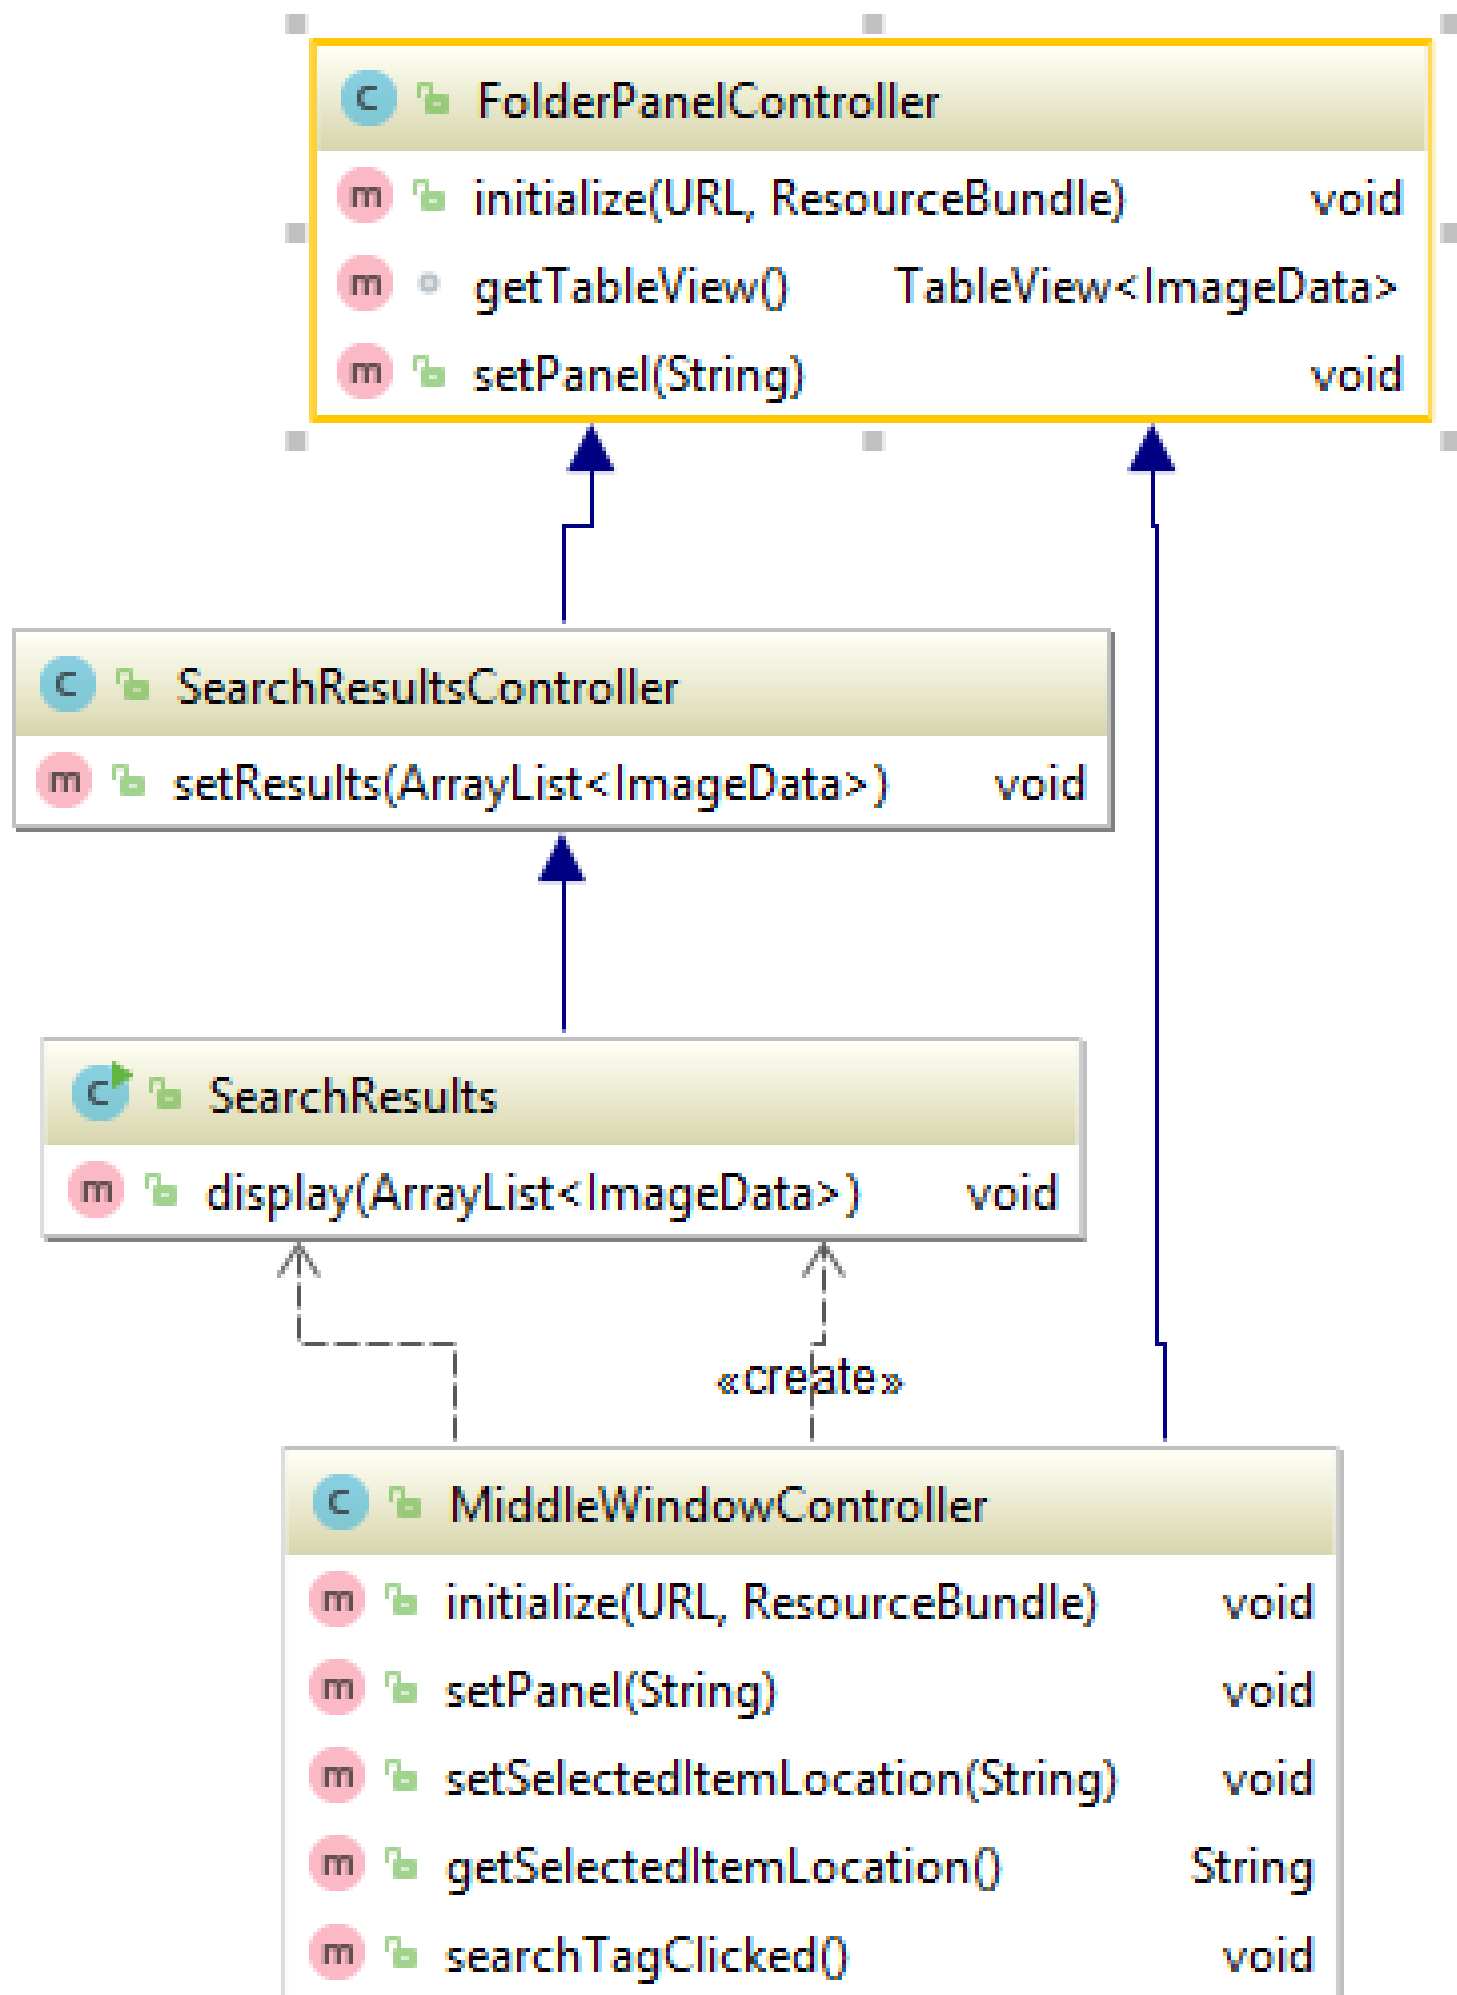 C FolderPanelController
m initialize(URL, ResourceBundle) void
m getTableView() TableView<ImageData>
m setPanel(String) void
C SearchResultsController
m setResults(ArrayList<ImageData>) void
C SearchResults
m display(ArrayList<ImageData>) void
«create»
C MiddleWindowController
m initialize(URL, ResourceBundle) void
m setPanel(String) void
m setSelectedItemLocation(String) void
m getSelectedItemLocation() String
m searchTagClicked() void